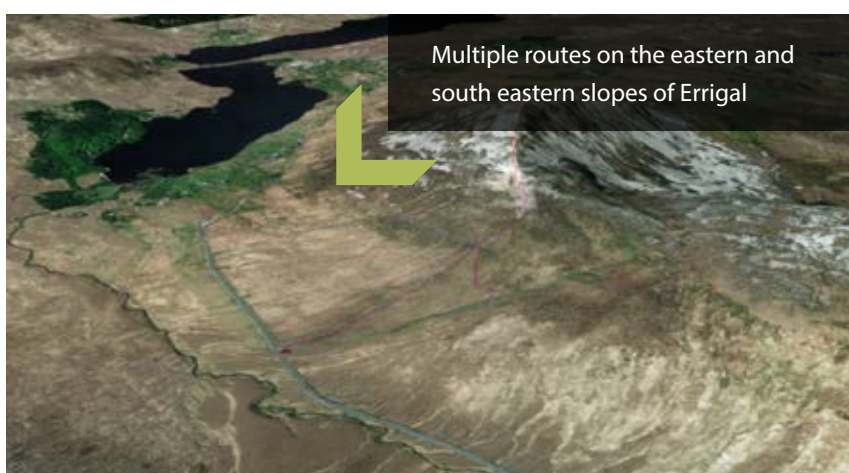 Multiple routes on the eastern and
south eastern slopes of Errigal